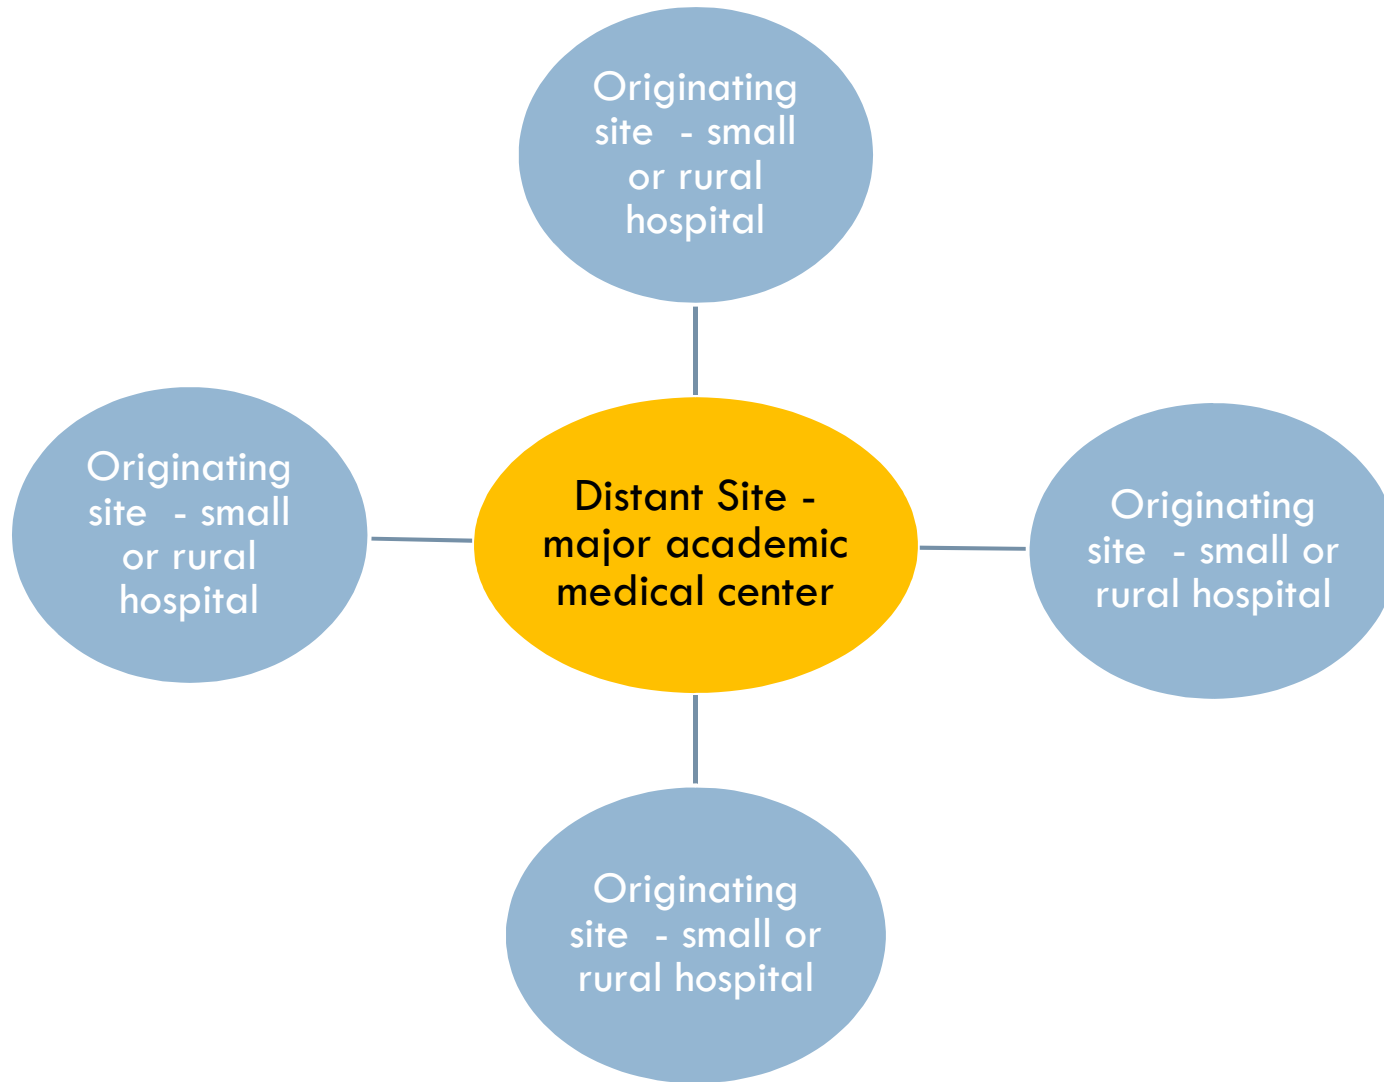 Originating
site  - small
or rural
hospital
Originating
site  - small
or rural
hospital
Distant Site -
major academic
medical center
Originating
site  - small or
rural hospital
Originating
site  - small or
rural hospital